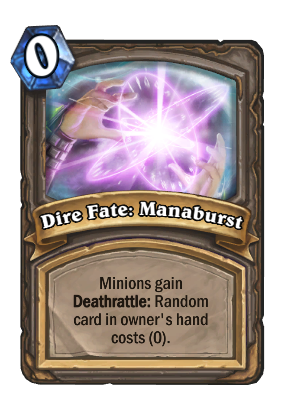 0
Dire Fate: Manaburst
Minions gain
Deathrattle: Random
card in owner's hand
costs (0).